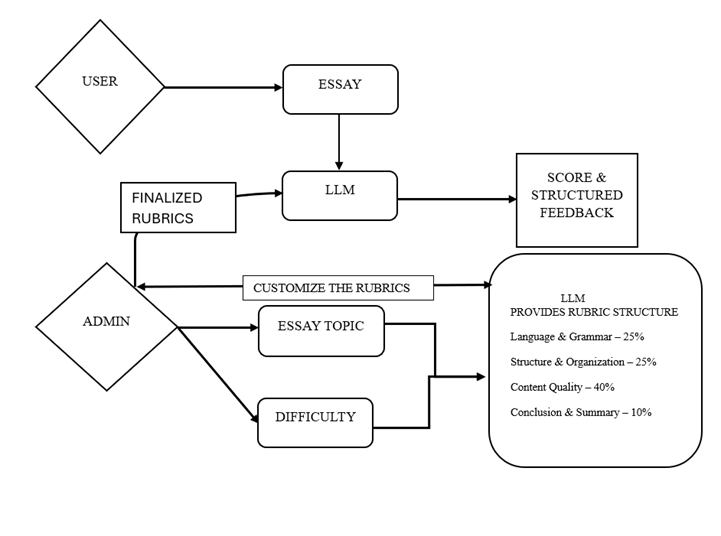 USER
ESSAY
LLM
FINALIZED
RUBRICS
SCORE &
STRUCTURED
FEEDBACK
CUSTOMIZE THE RUBRICS
ADMIN
ESSAY TOPIC
DIFFICULTY
LLM
PROVIDES RUBRIC STRUCTURE
Language & Grammar – 25%
Structure & Organization – 25%
Content Quality – 40%
Conclusion & Summary – 10%